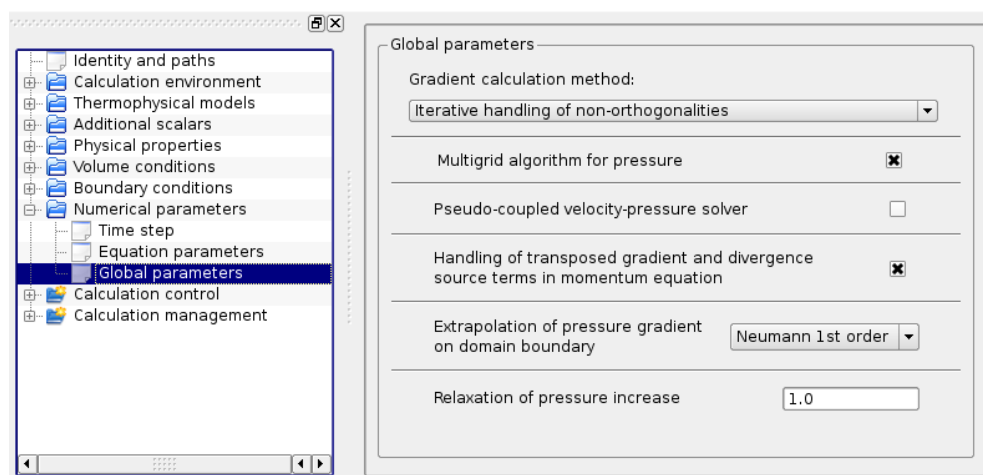 Identity and paths
Calculation environment
Thermophysical models
Additional scalars
Physical properties
Volume conditions
Boundary conditions
Numerical parameters
Time step
Equation parameters
Global parameters
Calculation control
Calculation management
Global parameters
Gradient calculation method:
Iterative handling of non-orthogonalities
Multigrid algorithm for pressure
Pseudo-coupled velocity-pressure solver
Handling of transposed gradient and divergence
source terms in momentum equation
Extrapolation of pressure gradient
on domain boundary
Neumann 1st order
Relaxation of pressure increase
1.0